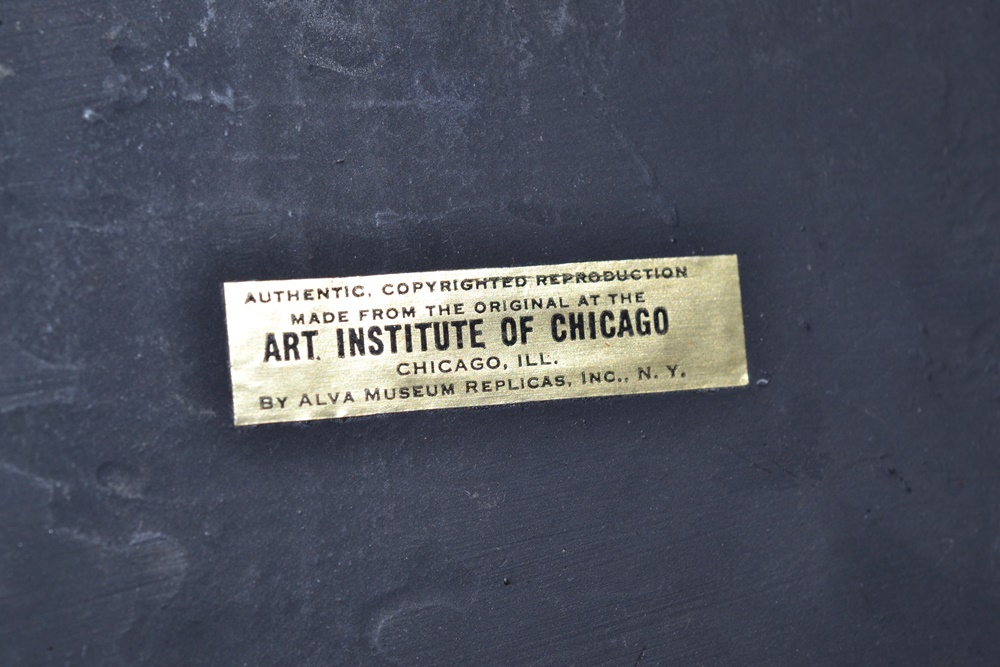 AUTHENTIC, COPYRIGHTED REPRODUCTION
MADE FROM THE ORIGINAL AT THE
ART. INSTITUTE OF CHICAGO
CHICAGO, ILL.
BY ALVA MUSEUM REPLICAS, INC., N. Y.